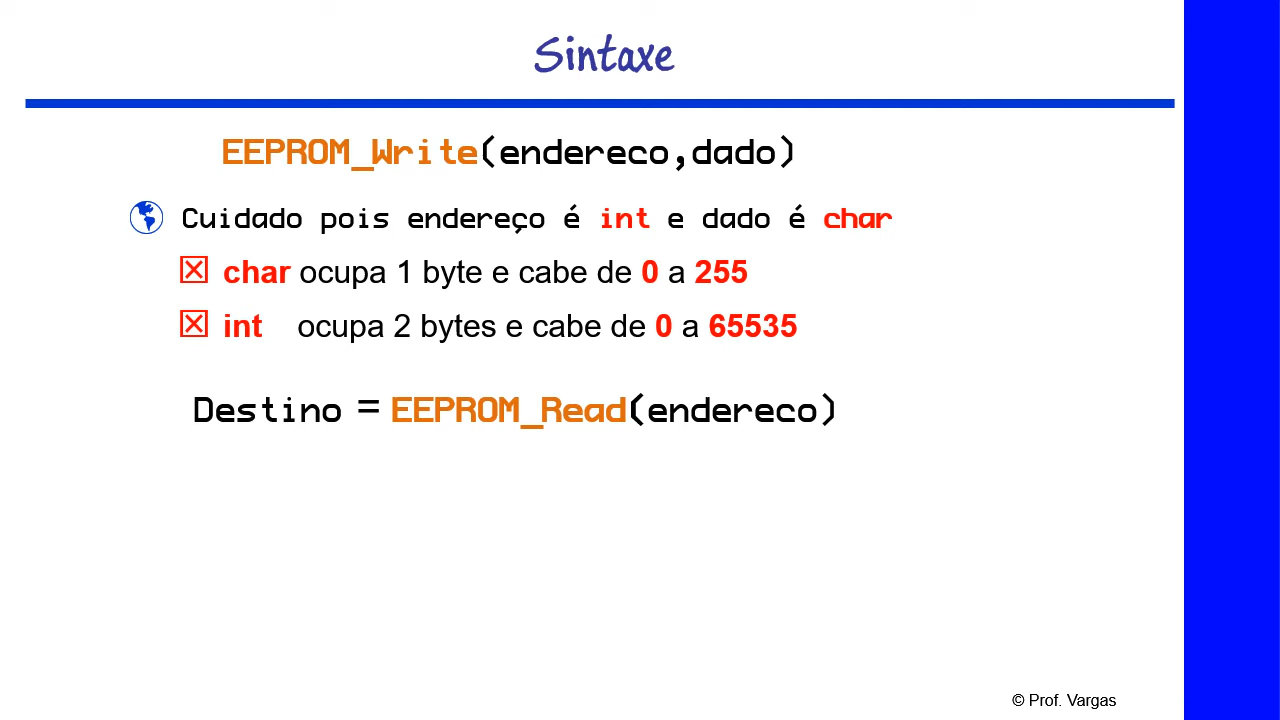 Sintaxe
EEPROM_Write(endereco,dado)
Cuidado pois endereço é int e dado é char
char ocupa 1 byte e cabe de 0 a 255
int ocupa 2 bytes e cabe de 0 a 65535
Destino = EEPROM_Read(endereco)
© Prof. Vargas